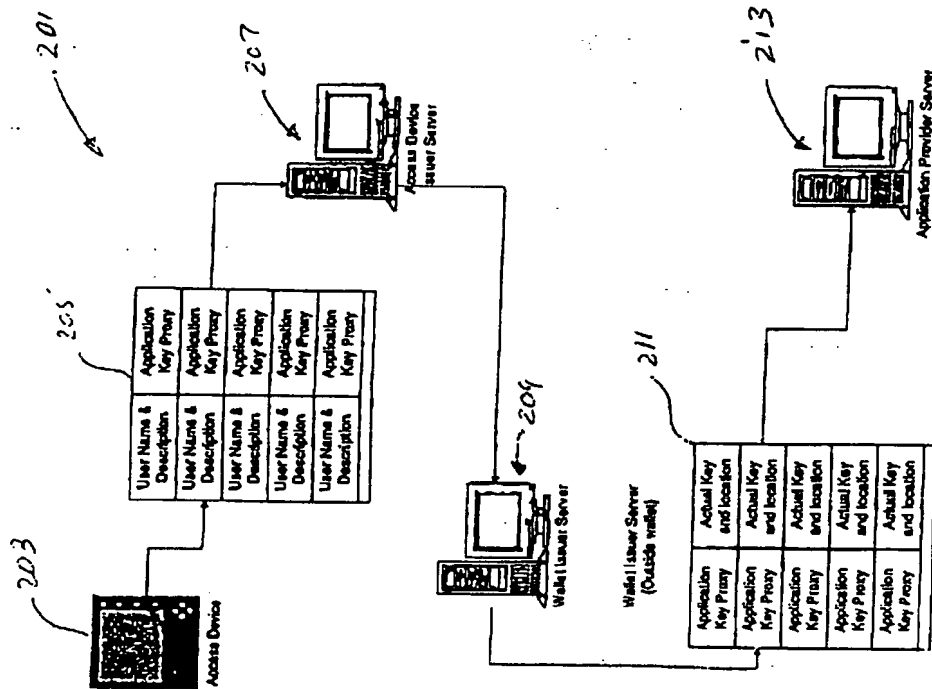 201
203
Access Device
205
User Name & Description
Application Key Proxy
User Name & Description
Application Key Proxy
User Name & Description
Application Key Proxy
User Name & Description
Application Key Proxy
User Name & Description
Application Key Proxy
207
Access Device
Issuer Server
209
Wallet Issuer Server
Wallet Issuer Server
(Outside wallet)
211
Application Key Proxy
Actual Key and location
Application Key Proxy
Actual Key and location
Application Key Proxy
Actual Key and location
Application Key Proxy
Actual Key and location
Application Key Proxy
Actual Key and location
213
Application Provider Server